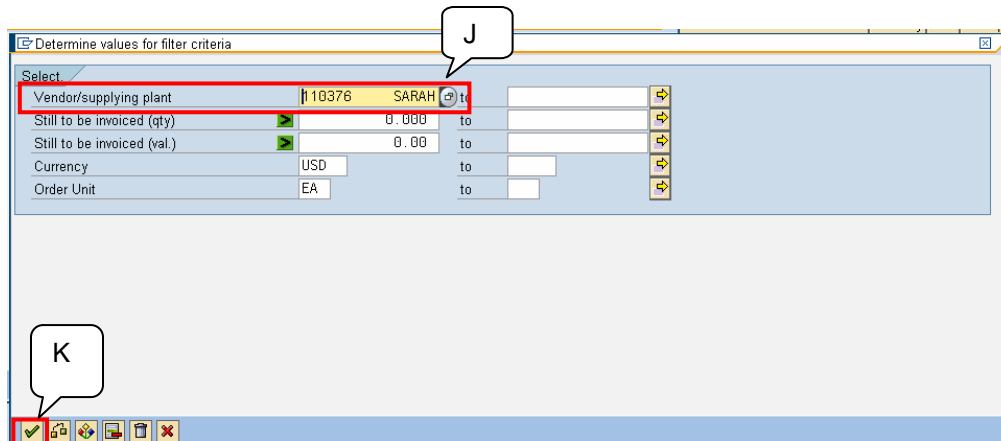 J
Determine values for filter criteria
Select.
Vendor/supplying plant 110376 SARAH to
Still to be invoiced (qty) > 0.000 to
Still to be invoiced (val.) > 0.00 to
Currency USD to
Order Unit EA to
K